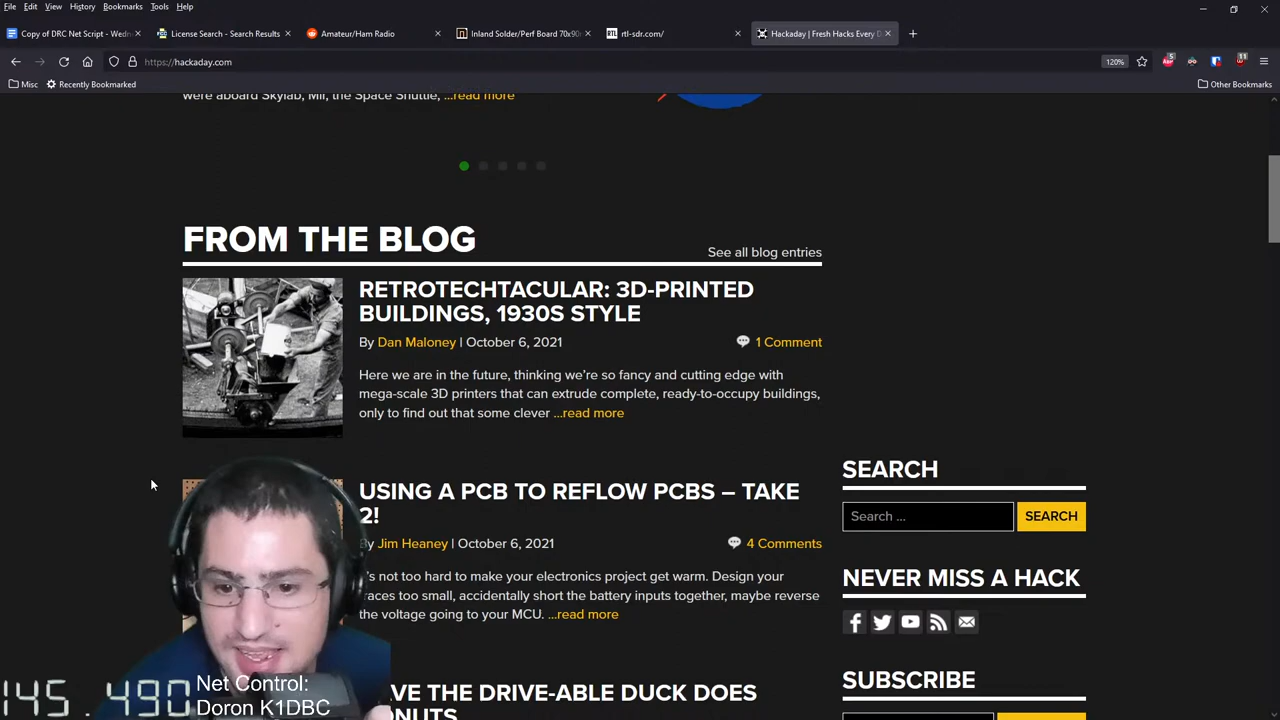 File Edit View History Bookmarks Tools Help
Copy of DRC Net Script - Wedn
License Search - Search Results
Amateur/Ham Radio
Inland Solder/Perf Board 70x90
rtl-sdr.com/
Hackaday | Fresh Hacks Every D
https://hackaday.com
120%
5
11
Misc
Recently Bookmarked
Other Bookmarks
were aboard Skylab, Mir, the Space Shuttle, ...read more
FROM THE BLOG
See all blog entries
RETROTECHTACULAR: 3D-PRINTED
BUILDINGS, 1930S STYLE
By Dan Maloney | October 6, 2021
1 Comment
Here we are in the future, thinking we're so fancy and cutting edge with
mega-scale 3D printers that can extrude complete, ready-to-occupy buildings,
only to find out that some clever ...read more
USING A PCB TO REFLOW PCBS – TAKE
2!
By Jim Heaney | October 6, 2021
4 Comments
's not too hard to make your electronics project get warm. Design your
races too small, accidentally short the battery inputs together, maybe reverse
the voltage going to your MCU. ...read more
AVE THE DRIVE-ABLE DUCK DOES
ONUTS
SEARCH
Search ...
SEARCH
NEVER MISS A HACK
SUBSCRIBE
145.490
Net Control:
Doron K1DBC